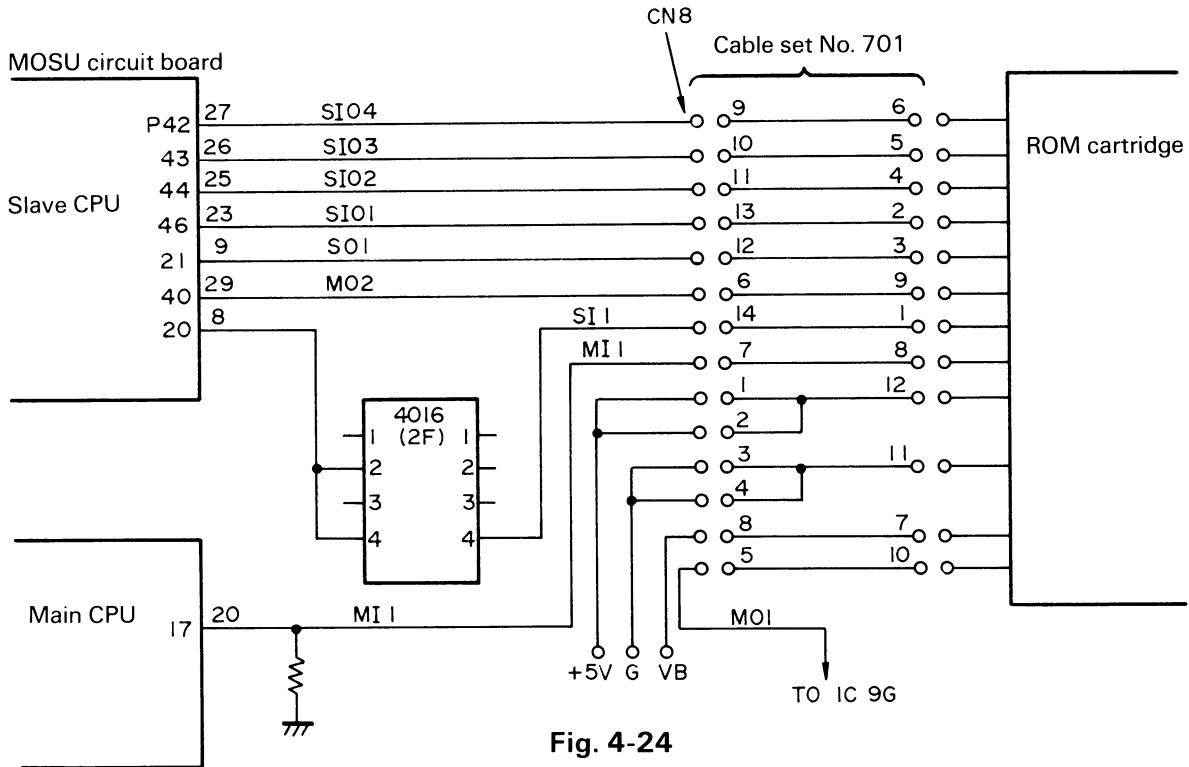 CN8
Cable set No. 701
MOSU circuit board
P42 27 SIO4 9 6
43 26 SIO3 10 5
ROM cartridge
44 25 SIO2 11 4
Slave CPU
46 23 SIO1 13 2
21 9 SO1 12 3
40 29 MO2 6 9
20 8 SI1 14 1
MI1 7 8
1 12
4016
(2F)
1 1
2
2 2
3 11
3 3
4
4 4
8 7
5 10
Main CPU
17 20 MI1
MO1
+5V G VB
TO IC 9G
Fig. 4-24